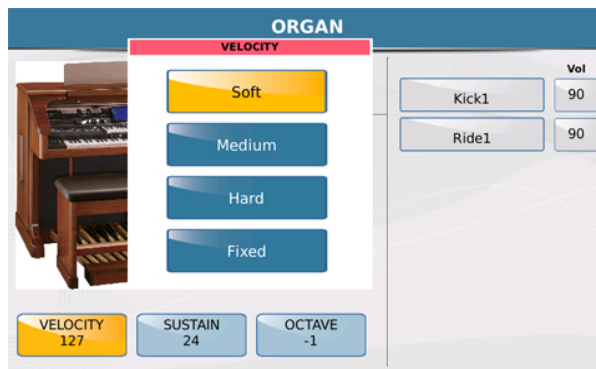 ORGAN
VELOCITY
Soft
Medium
Hard
Fixed
VELOCITY
127
SUSTAIN
24
OCTAVE
-1
Vol
Kick1
90
Ride1
90